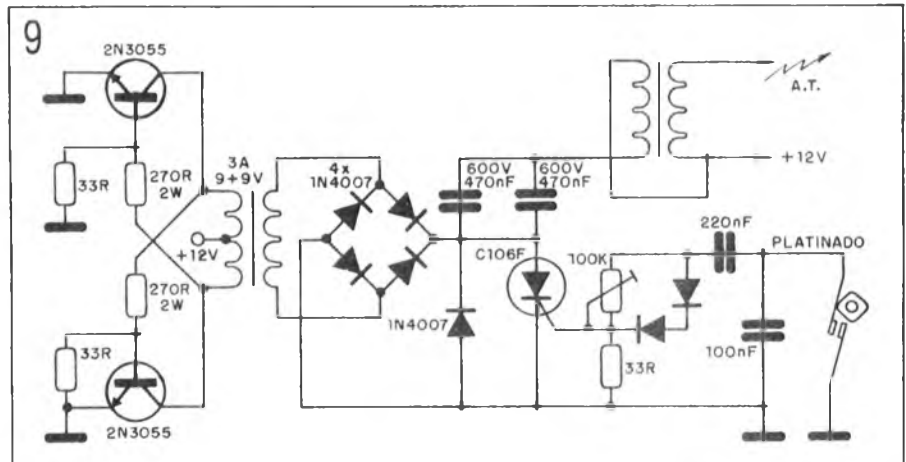 9
2N3055
33R
270R
2W
3A
9+9V
+12V
270R
2W
33R
2N3055
4x
1N4007
600V
470nF
600V
470nF
1N4007
C106F
100K
33R
220nF
100nF
PLATINADO
A.T.
+12V